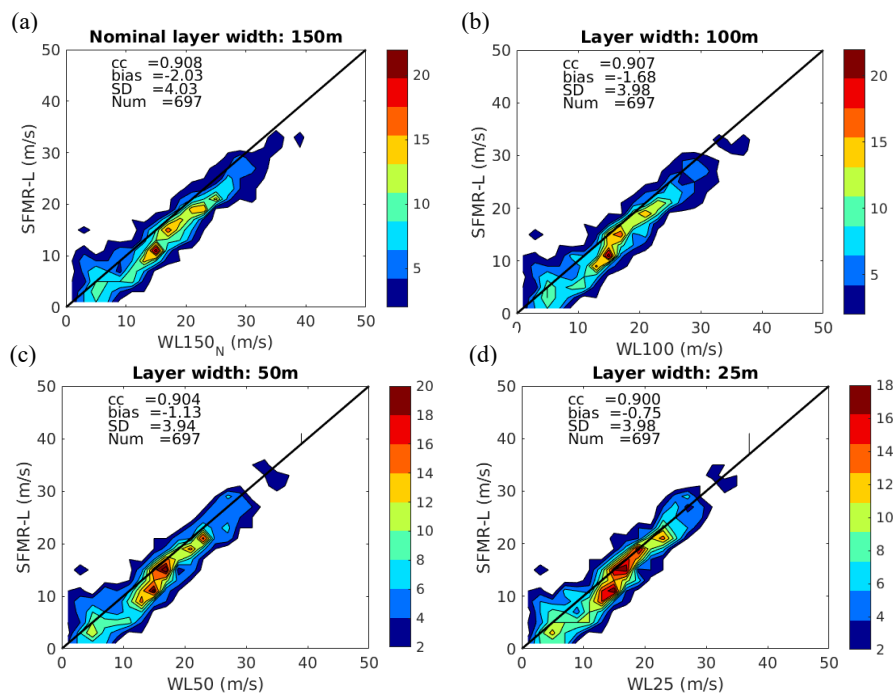 (a)
Nominal layer width: 150m
50
40
30
20
10
0
SFMR-L (m/s)
cc =0.908
bias =-2.03
SD =4.03
Num =697
0 10 20 30 40 50
WL150N (m/s)
20
15
10
5
(b)
Layer width: 100m
50
40
30
20
10
0
SFMR-L (m/s)
cc =0.907
bias =-1.68
SD =3.98
Num =697
0 10 20 30 40 50
WL100 (m/s)
20
15
10
5
(c)
Layer width: 50m
50
40
30
20
10
0
SFMR-L (m/s)
cc =0.904
bias =-1.13
SD =3.94
Num =697
0 10 20 30 40 50
WL50 (m/s)
20
18
16
14
12
10
8
6
4
2
(d)
Layer width: 25m
50
40
30
20
10
0
SFMR-L (m/s)
cc =0.900
bias =-0.75
SD =3.98
Num =697
0 10 20 30 40 50
WL25 (m/s)
18
16
14
12
10
8
6
4
2